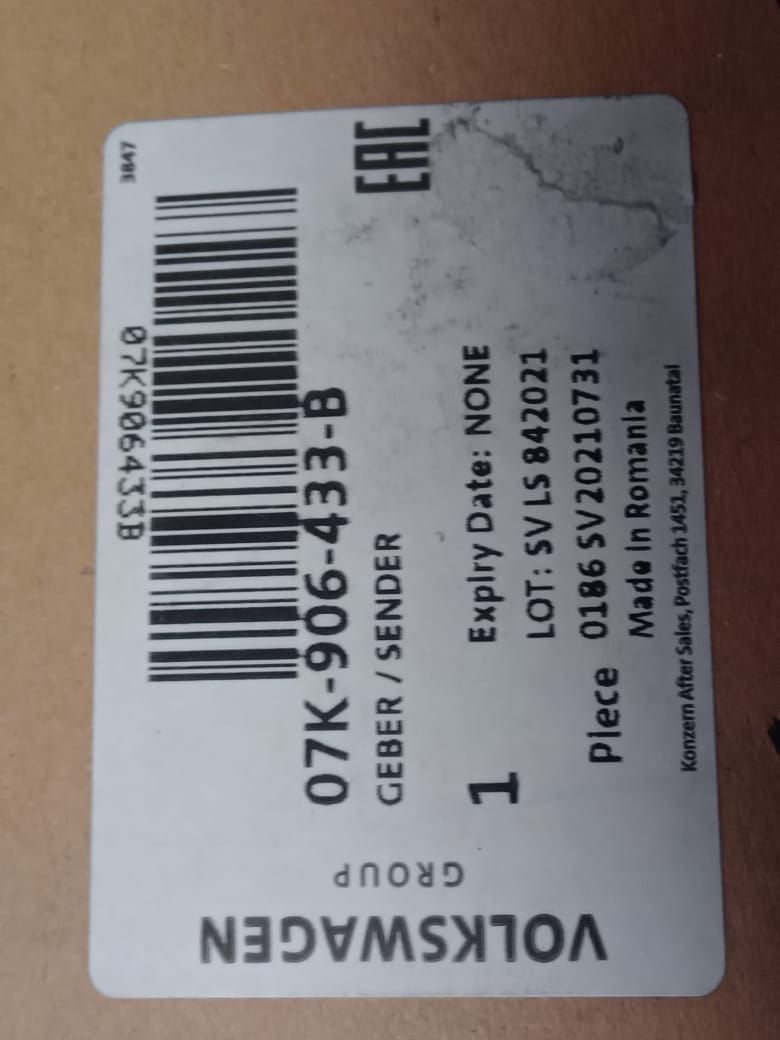 VOLKSWAGEN
GROUP
3847
07K906433B
07K-906-433-B
GEBER / SENDER
EAC
1
Piece
Expiry Date: NONE
LOT: SV LS 842021
0186 SV20210731
Made in Romania
Konzern After Sales, Postfach 1451, 34219 Baunatal